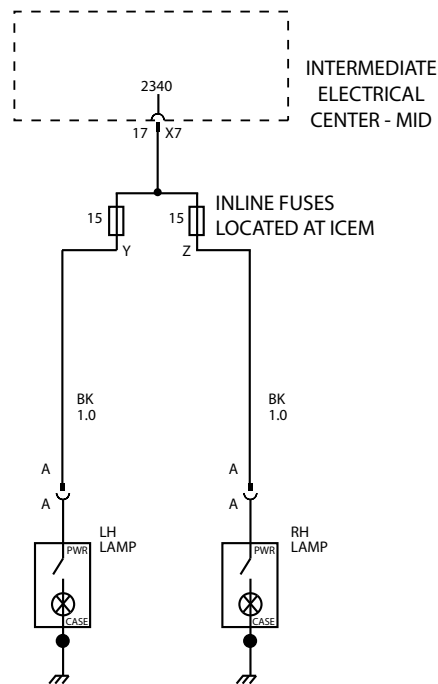 INTERMEDIATE
ELECTRICAL
CENTER - MID
2340
17 X7
INLINE FUSES
LOCATED AT ICEM
15
15
Y
Z
BK
1.0
BK
1.0
A
A
A
A
LH
LAMP
RH
LAMP
PWR
PWR
CASE
CASE